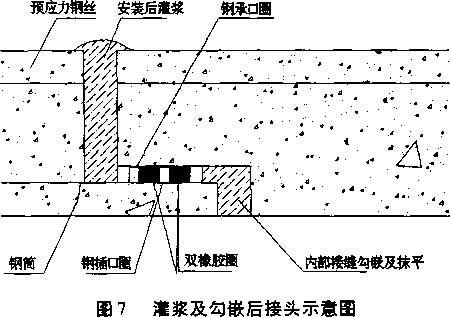 预应力钢丝 安装后灌浆 钢承口圈
钢筒 钢插口圈 双橡胶圈 内部接缝勾嵌及抹平
图7 灌浆及勾嵌后接头示意图